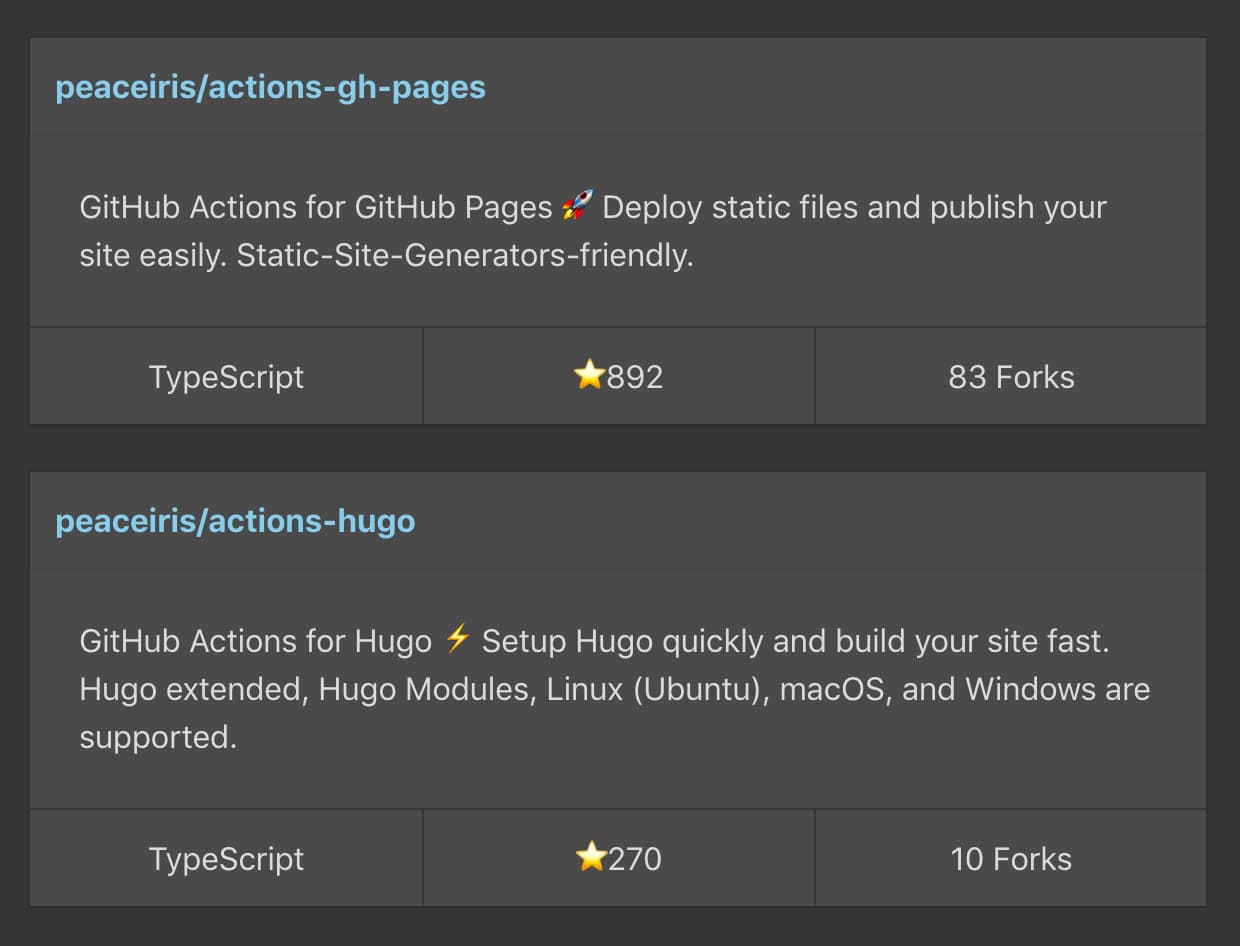 peaceiris/actions-gh-pages
GitHub Actions for GitHub Pages 🚀 Deploy static files and publish your
site easily. Static-Site-Generators-friendly.
TypeScript
⭐892
83 Forks
peaceiris/actions-hugo
GitHub Actions for Hugo ⚡ Setup Hugo quickly and build your site fast.
Hugo extended, Hugo Modules, Linux (Ubuntu), macOS, and Windows are
supported.
TypeScript
⭐270
10 Forks